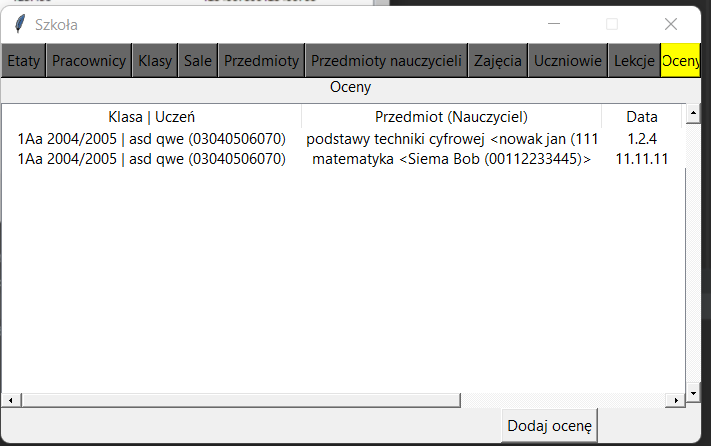 Szkoła
Etaty Pracownicy Klasy Sale Przedmioty Przedmioty nauczycieli Zajęcia Uczniowie Lekcje Oceny
Oceny
Klasa | Uczeń Przedmiot (Nauczyciel) Data
1Aa 2004/2005 | asd qwe (03040506070) podstawy techniki cyfrowej <nowak jan (111 1.2.4
1Aa 2004/2005 | asd qwe (03040506070) matematyka <Siema Bob (00112233445)> 11.11.11
Dodaj ocenę